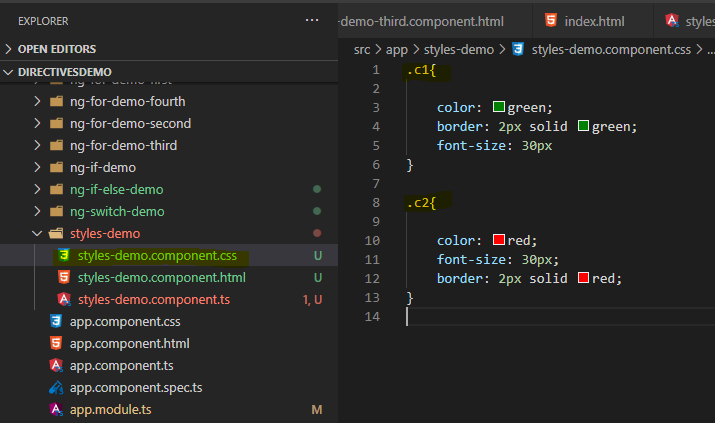 EXPLORER ...
OPEN EDITORS
DIRECTIVESDEMO
ng-for-demo-fourth
ng-for-demo-second
ng-for-demo-third
ng-if-demo
ng-if-else-demo
ng-switch-demo
styles-demo
styles-demo.component.css U
styles-demo.component.html U
styles-demo.component.ts 1, U
app.component.css
app.component.html
app.component.ts
app.component.spec.ts
app.module.ts M
-demo-third.component.html index.html styles
src > app > styles-demo > styles-demo.component.css > ...
1 .c1{
2
3 color: green;
4 border: 2px solid green;
5 font-size: 30px
6 }
7
8 .c2{
9
10 color: red;
11 font-size: 30px;
12 border: 2px solid red;
13 }
14